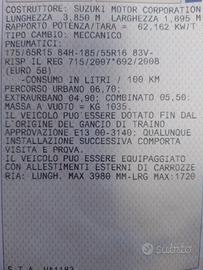 COSTRUTTORE: SUZUKI MOTOR CORPORATION
LUNGHEZZA 3,850 M LARGHEZZA 1,695 M
RAPPORTO POTENZA/TARA = 62,162 KW/T
TIPO CAMBIO: MECCANICO
PNEUMATICI:
175/65R15 84H-185/55R16 83V-
RISP IL REG 715/2007*692/2008
(EURO 5B)
-CONSUMO IN LITRI / 100 KM
PERCORSO URBANO 06,70;
EXTRAURBANO 04,90; COMBINATO 05,50;
MASSA A VUOTO = KG 1035.
IL VEICOLO PUO' ESSERE DOTATO FIN DAL
L'ORIGINE DEL GANCIO DI TRAINO
APPROVAZIONE E13 00-3140: QUALUNQUE
INSTALLAZIONE SUCCESSIVA COMPORTA
VISITA E PROVA.
IL VEICOLO PUO' ESSERE EQUIPAGGIATO
CON ALLESTIMENTI ESTERNI DI CARROZZE
RIA: LUNGH. MAX 3980 MM-LRG MAX:1720
S.T.A.
subito